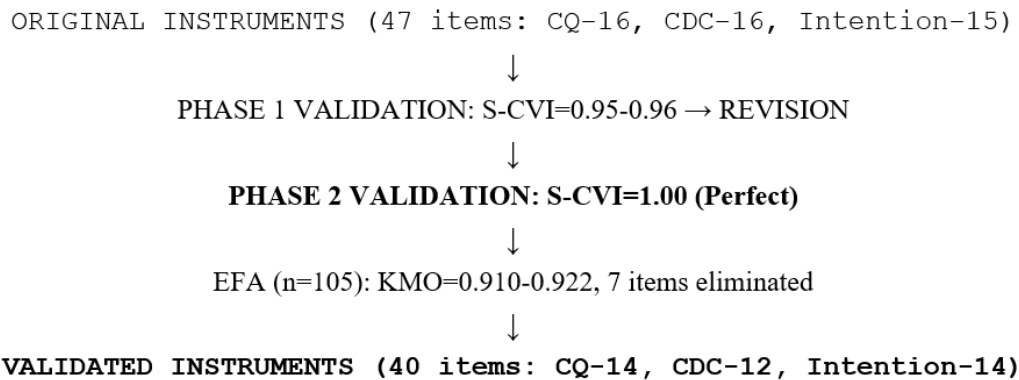 ORIGINAL INSTRUMENTS (47 items: CQ-16, CDC-16, Intention-15)
↓
PHASE 1 VALIDATION: S-CVI=0.95-0.96 → REVISION
↓
PHASE 2 VALIDATION: S-CVI=1.00 (Perfect)
↓
EFA (n=105): KMO=0.910-0.922, 7 items eliminated
↓
VALIDATED INSTRUMENTS (40 items: CQ-14, CDC-12, Intention-14)